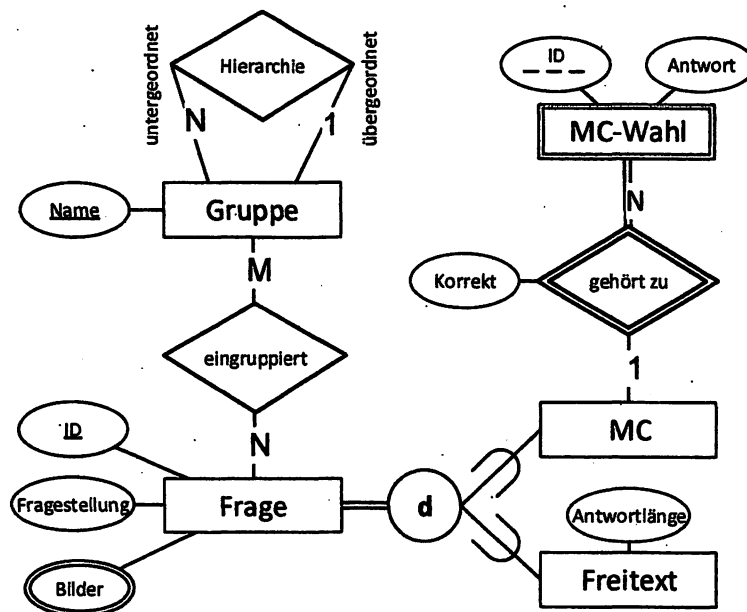 Hierarchie
untergeordnet
übergeordnet
N
1
Name
Gruppe
M
eingruppiert
N
ID
Fragestellung
Bilder
Frage
d
ID
Antwort
MC-Wahl
N
Korrekt
gehört zu
1
MC
Antwortlänge
Freitext